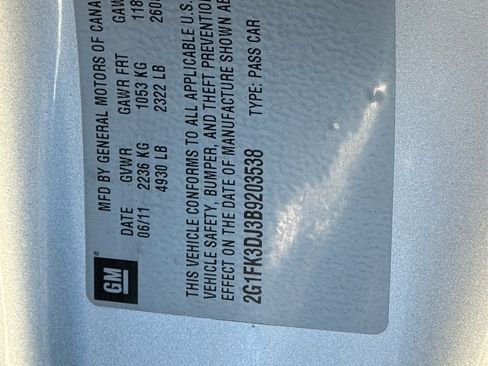 GM
MFD BY GENERAL MOTORS OF CANA
DATE GVWR GAWR FRT GAW
06/11 2236 KG 1053 KG 118
4930 LB 2322 LB 260
THIS VEHICLE CONFORMS TO ALL APPLICABLE U.S.
VEHICLE SAFETY, BUMPER, AND THEFT PREVENTION
EFFECT ON THE DATE OF MANUFACTURE SHOWN AB
2G1FK3DJ3B9203538 TYPE: PASS CAR